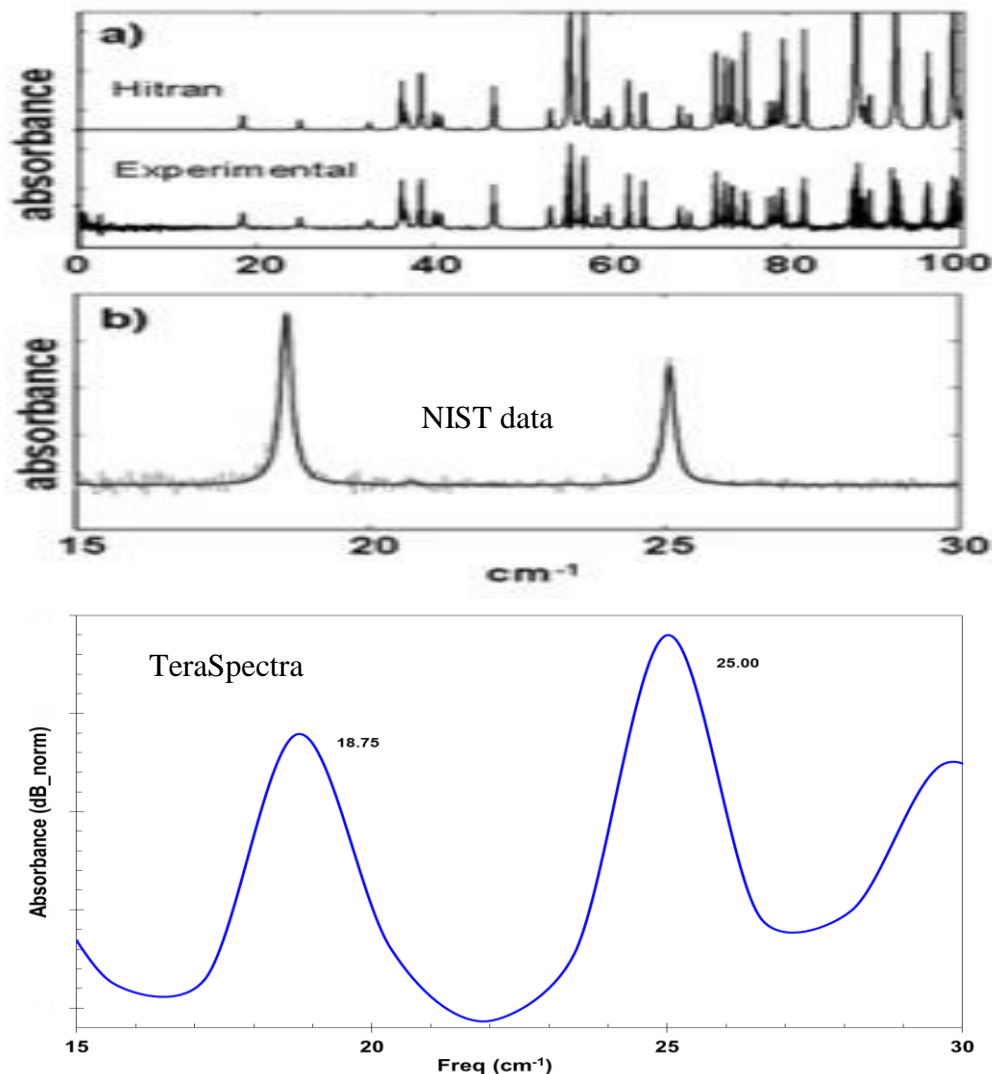 a)
Hitran
Experimental
absorbance
0 20 40 60 80 100
b)
NIST data
absorbance
15 20 25 30
cm-1
TeraSpectra
25.00
18.75
Absorbance (dB_norm)
15 20 25 30
Freq (cm-1)